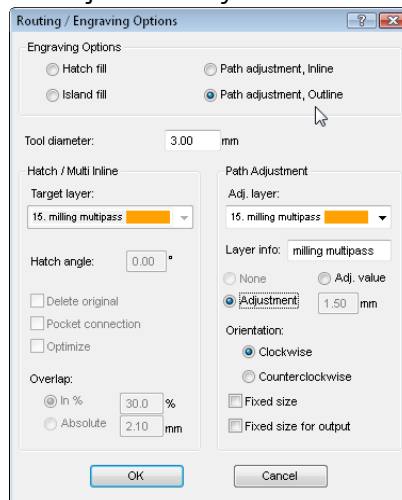 Routing / Engraving Options
Engraving Options
Hatch fill
Path adjustment, Inline
Island fill
Path adjustment, Outline
Tool diameter: 3.00 mm
Hatch / Multi Inline
Target layer:
15. milling multipass
Hatch angle: 0.00 °
Delete original
Pocket connection
Optimize
Overlap:
In % 30.0 %
Absolute 2.10 mm
Path Adjustment
Adj. layer:
15. milling multipass
Layer info: milling multipass
None
Adj. value
Adjustment 1.50 mm
Orientation:
Clockwise
Counterclockwise
Fixed size
Fixed size for output
OK
Cancel